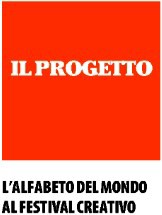 IL PROGETTO
L'ALFABETO DEL MONDO
AL FESTIVAL CREATIVO